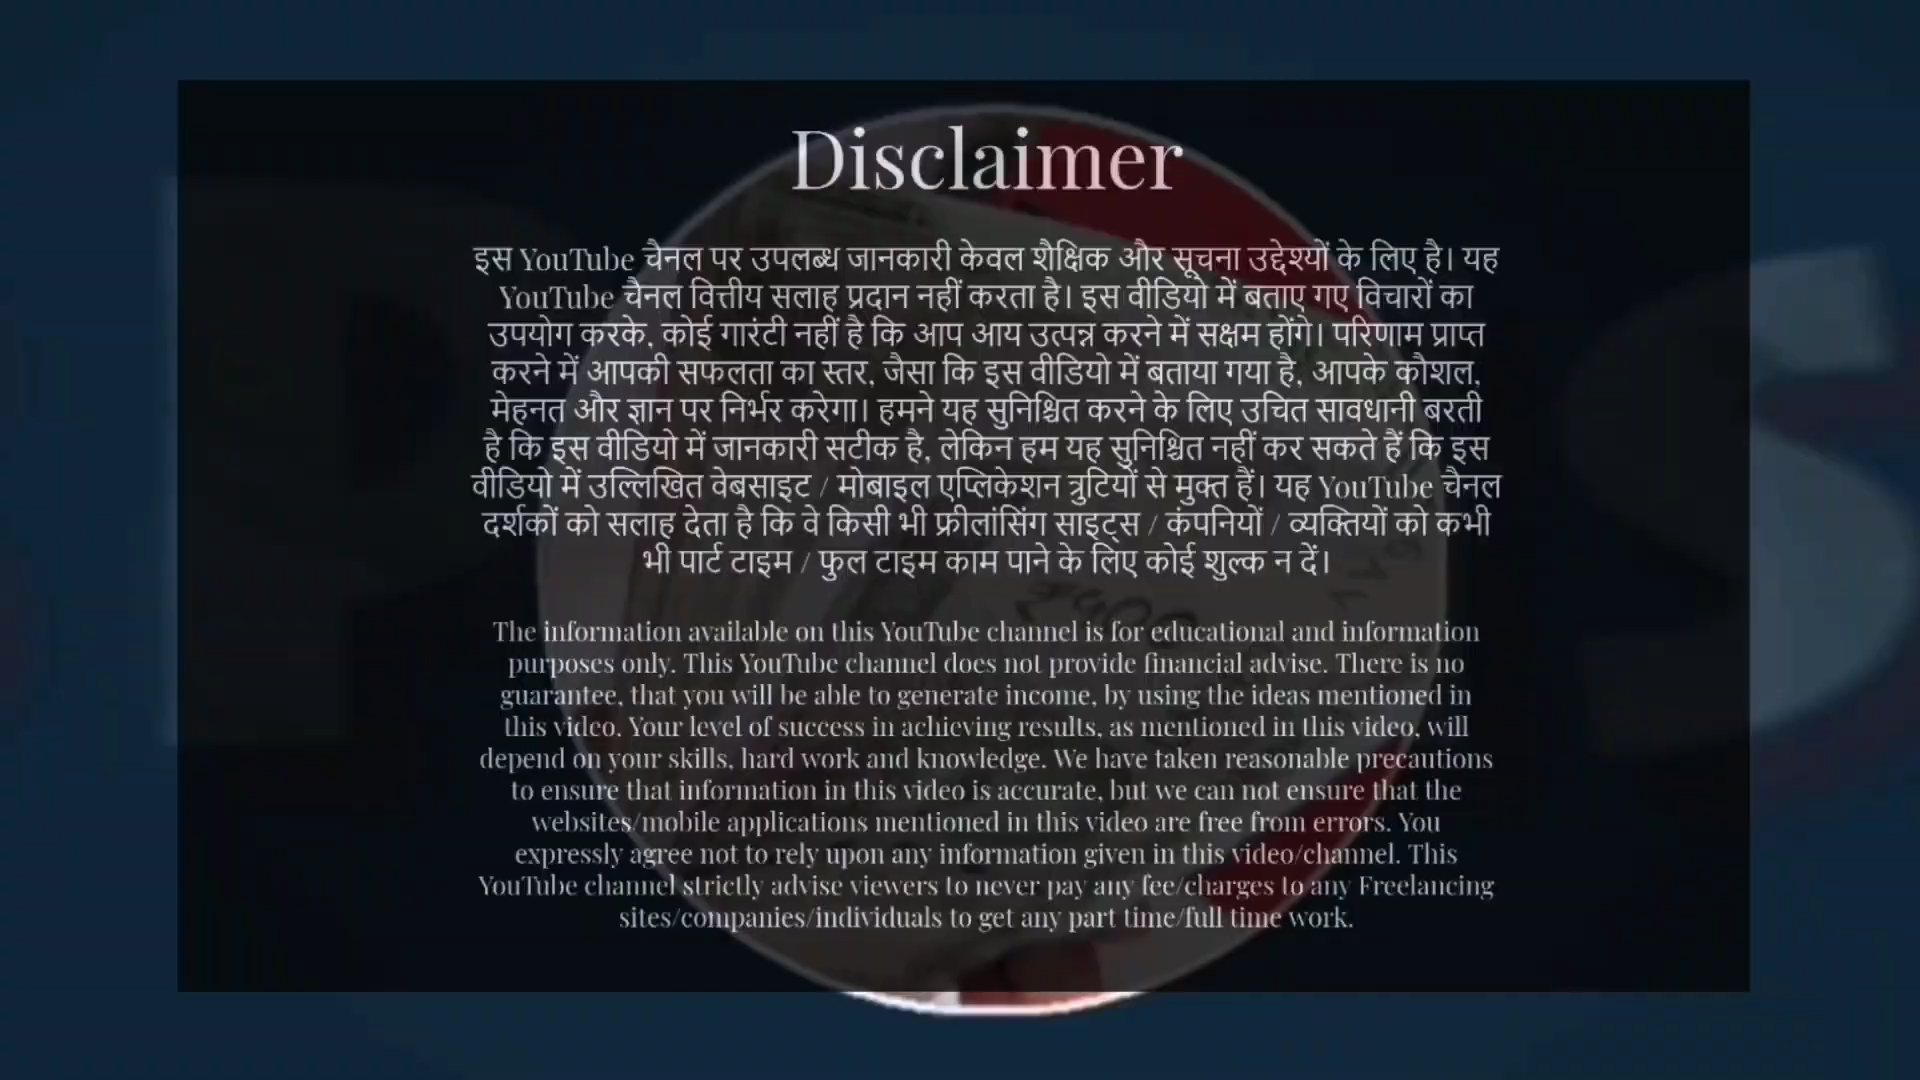 Disclaimer
इस YouTube चैनल पर उपलब्ध जानकारी केवल शैक्षिक और सूचना उद्देश्यों के लिए है। यह
YouTube चैनल वित्तीय सलाह प्रदान नहीं करता है। इस वीडियो में बताए गए विचारों का
उपयोग करके, कोई गारंटी नहीं है कि आप आय उत्पन्न करने में सक्षम होंगे। परिणाम प्राप्त
करने में आपकी सफलता का स्तर, जैसा कि इस वीडियो में बताया गया है, आपके कौशल,
मेहनत और ज्ञान पर निर्भर करेगा। हमने यह सुनिश्चित करने के लिए उचित सावधानी बरती
है कि इस वीडियो में जानकारी सटीक है, लेकिन हम यह सुनिश्चित नहीं कर सकते हैं कि इस
वीडियो में उल्लिखित वेबसाइट / मोबाइल एप्लिकेशन त्रुटियों से मुक्त हैं। यह YouTube चैनल
दर्शकों को सलाह देता है कि वे किसी भी फ्रीलांसिंग साइट्स / कंपनियों / व्यक्तियों को कभी
भी पार्ट टाइम / फुल टाइम काम पाने के लिए कोई शुल्क न दें।
The information available on this YouTube channel is for educational and information
purposes only. This YouTube channel does not provide financial advise. There is no
guarantee, that you will be able to generate income, by using the ideas mentioned in
this video. Your level of success in achieving results, as mentioned in this video, will
depend on your skills, hard work and knowledge. We have taken reasonable precautions
to ensure that information in this video is accurate, but we can not ensure that the
websites/mobile applications mentioned in this video are free from errors. You
expressly agree not to rely upon any information given in this video/channel. This
YouTube channel strictly advise viewers to never pay any fee/charges to any Freelancing
sites/companies/individuals to get any part time/full time work.